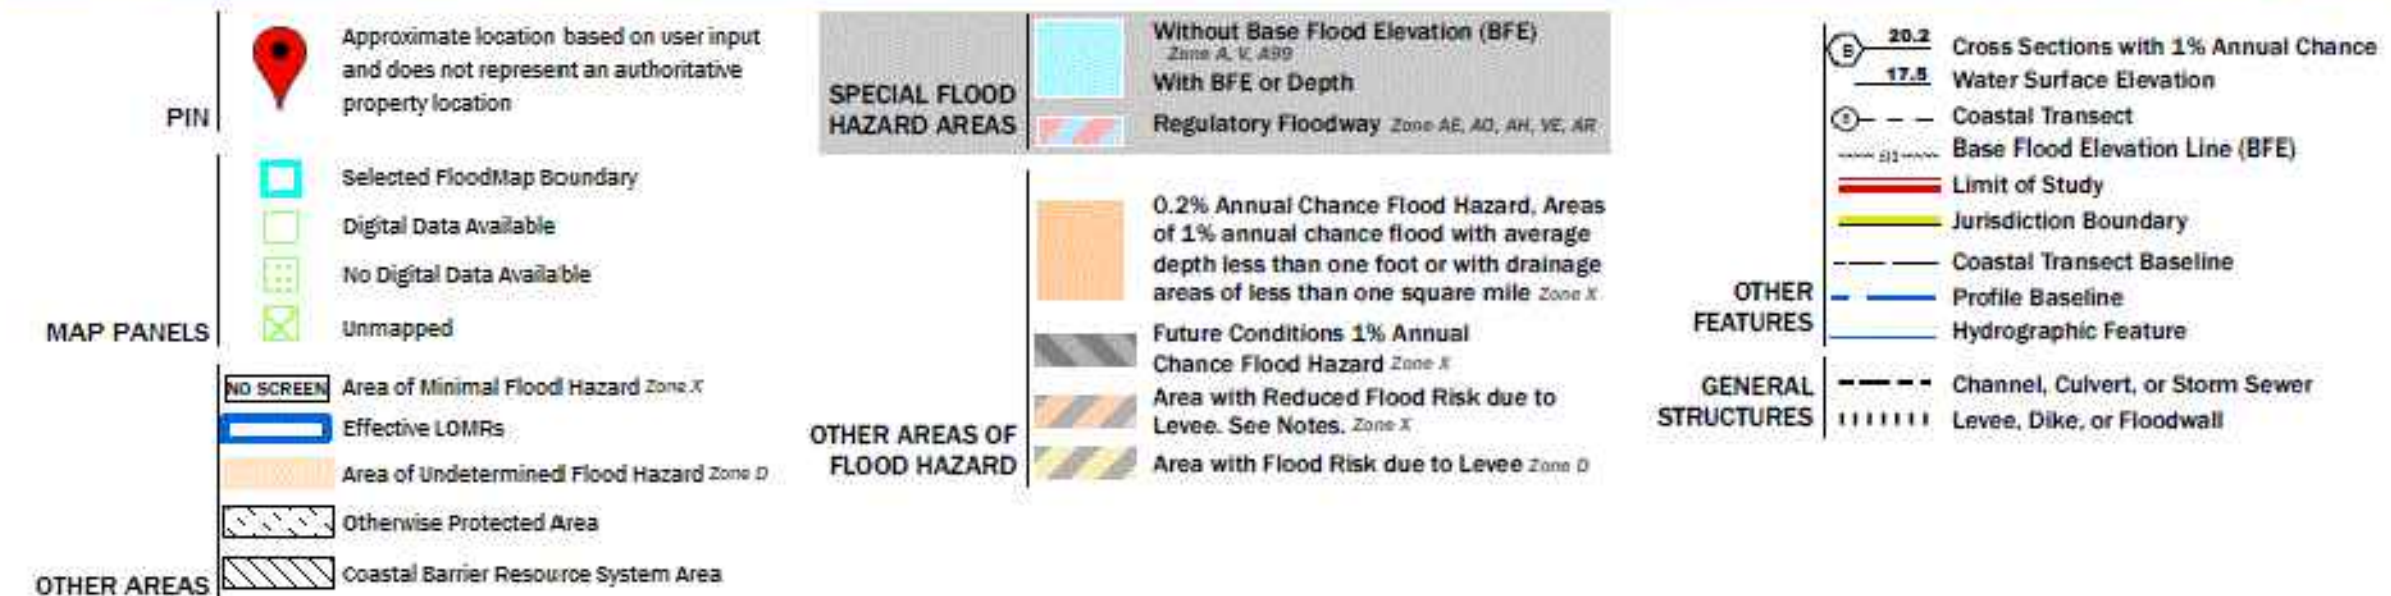 PIN
Approximate location based on user input
and does not represent an authoritative
property location
MAP PANELS
Selected FloodMap Boundary
Digital Data Available
No Digital Data Available
Unmapped
OTHER AREAS
NO SCREEN Area of Minimal Flood Hazard Zone X
Effective LOMRs
Area of Undetermined Flood Hazard Zone D
Otherwise Protected Area
Coastal Barrier Resource System Area
SPECIAL FLOOD
HAZARD AREAS
Without Base Flood Elevation (BFE)
Zone A, V, A99
With BFE or Depth
Regulatory Floodway Zone AE, AO, AH, VE, AR
OTHER AREAS OF
FLOOD HAZARD
0.2% Annual Chance Flood Hazard, Areas
of 1% annual chance flood with average
depth less than one foot or with drainage
areas of less than one square mile Zone X
Future Conditions 1% Annual
Chance Flood Hazard Zone X
Area with Reduced Flood Risk due to
Levee. See Notes. Zone X
Area with Flood Risk due to Levee Zone D
OTHER
FEATURES
B 20.2 Cross Sections with 1% Annual Chance
17.5 Water Surface Elevation
Coastal Transect
Base Flood Elevation Line (BFE)
Limit of Study
Jurisdiction Boundary
Coastal Transect Baseline
Profile Baseline
Hydrographic Feature
GENERAL
STRUCTURES
Channel, Culvert, or Storm Sewer
Levee, Dike, or Floodwall